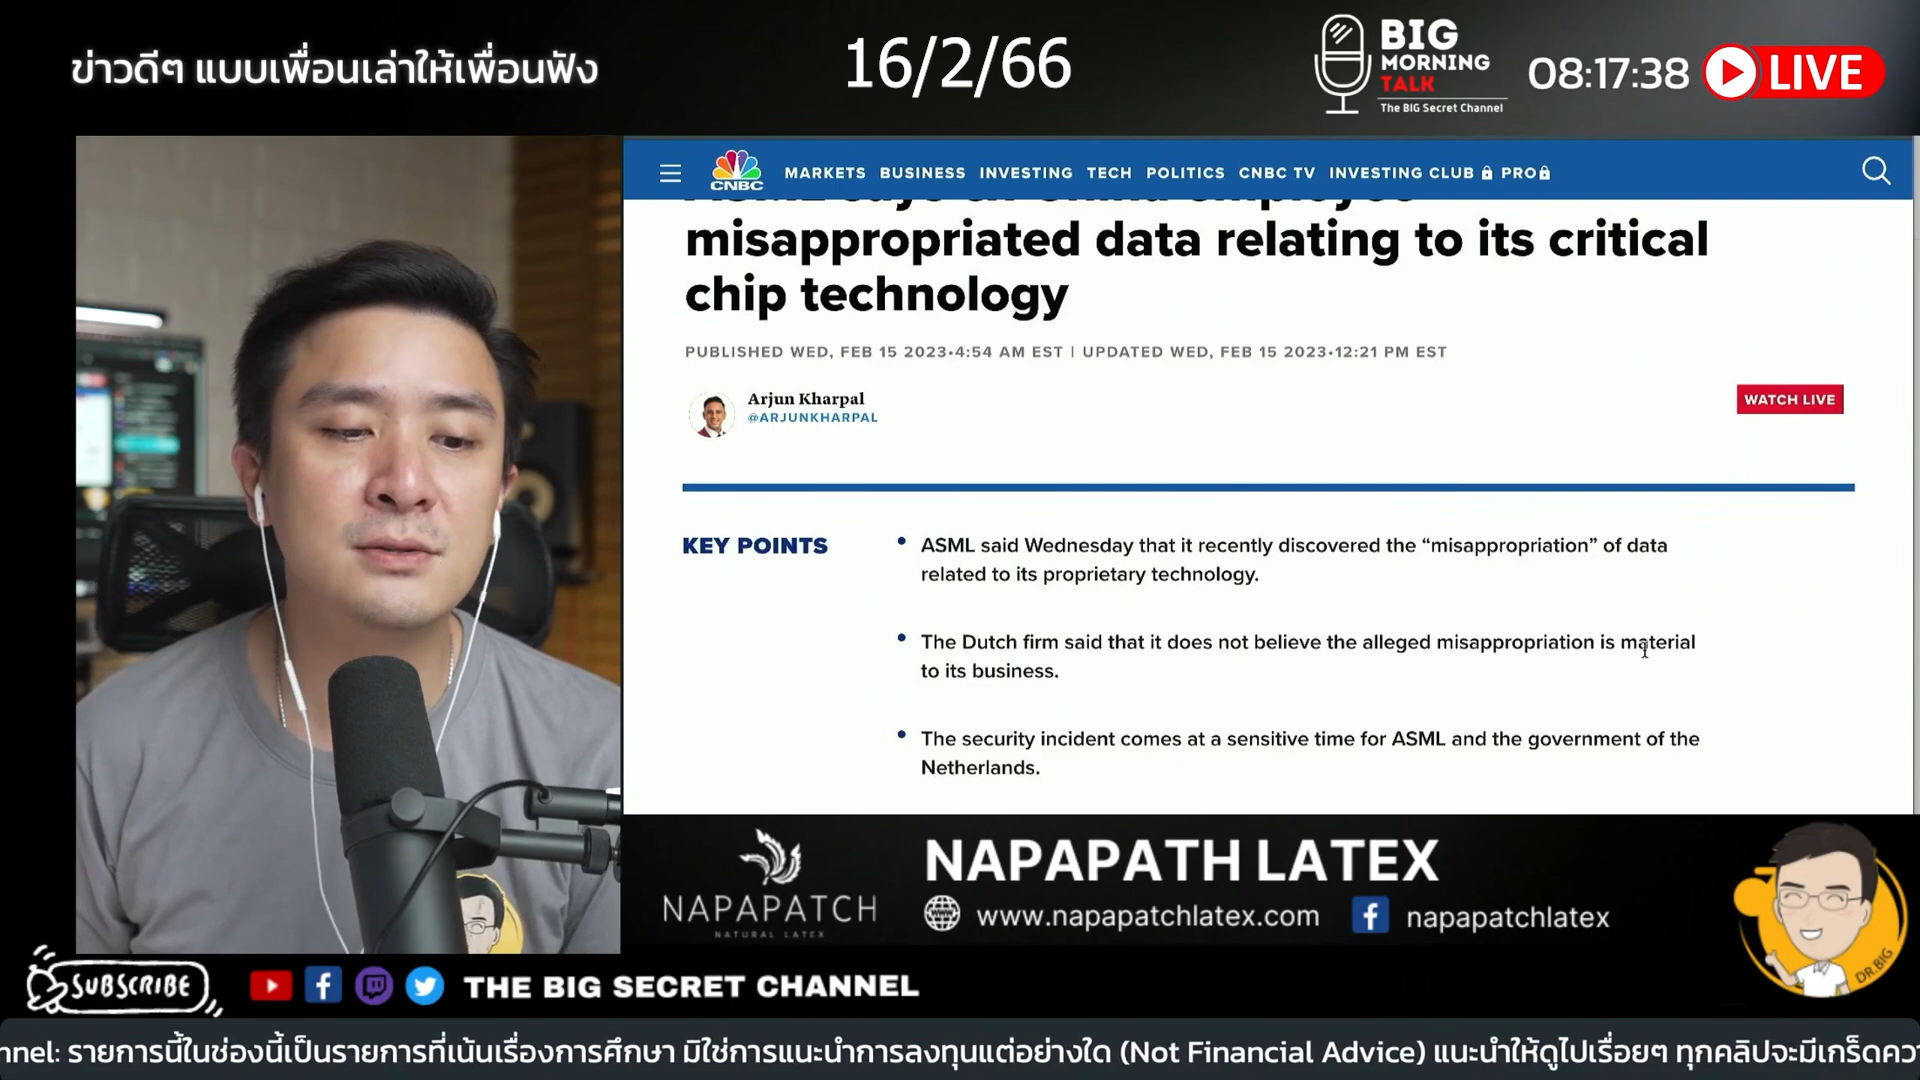 ข่าวดีๆ แบบเพื่อนเล่าให้เพื่อนฟัง
16/2/66
BIG
MORNING
TALK
The BIG Secret Channel
08:17:38
LIVE
CNBC
MARKETS BUSINESS INVESTING TECH POLITICS CNBC TV INVESTING CLUB PRO
misappropriated data relating to its critical
chip technology
PUBLISHED WED, FEB 15 2023•4:54 AM EST | UPDATED WED, FEB 15 2023•12:21 PM EST
Arjun Kharpal
@ARJUNKHARPAL
WATCH LIVE
KEY POINTS
• ASML said Wednesday that it recently discovered the “misappropriation” of data
related to its proprietary technology.
• The Dutch firm said that it does not believe the alleged misappropriation is material
to its business.
• The security incident comes at a sensitive time for ASML and the government of the
Netherlands.
NAPAPATCH
NATURAL LATEX
NAPAPATH LATEX
www.napapatchlatex.com
napapatchlatex
DR.BIG
SUBSCRIBE
THE BIG SECRET CHANNEL
nnel: รายการนี้ในช่องนี้เป็นรายการที่เน้นเรื่องการศึกษา มิใช่การแนะนำการลงทุนแต่อย่างใด (Not Financial Advice) แนะนำให้ดูไปเรื่อยๆ ทุกคลิปจะมีเกร็ดคว